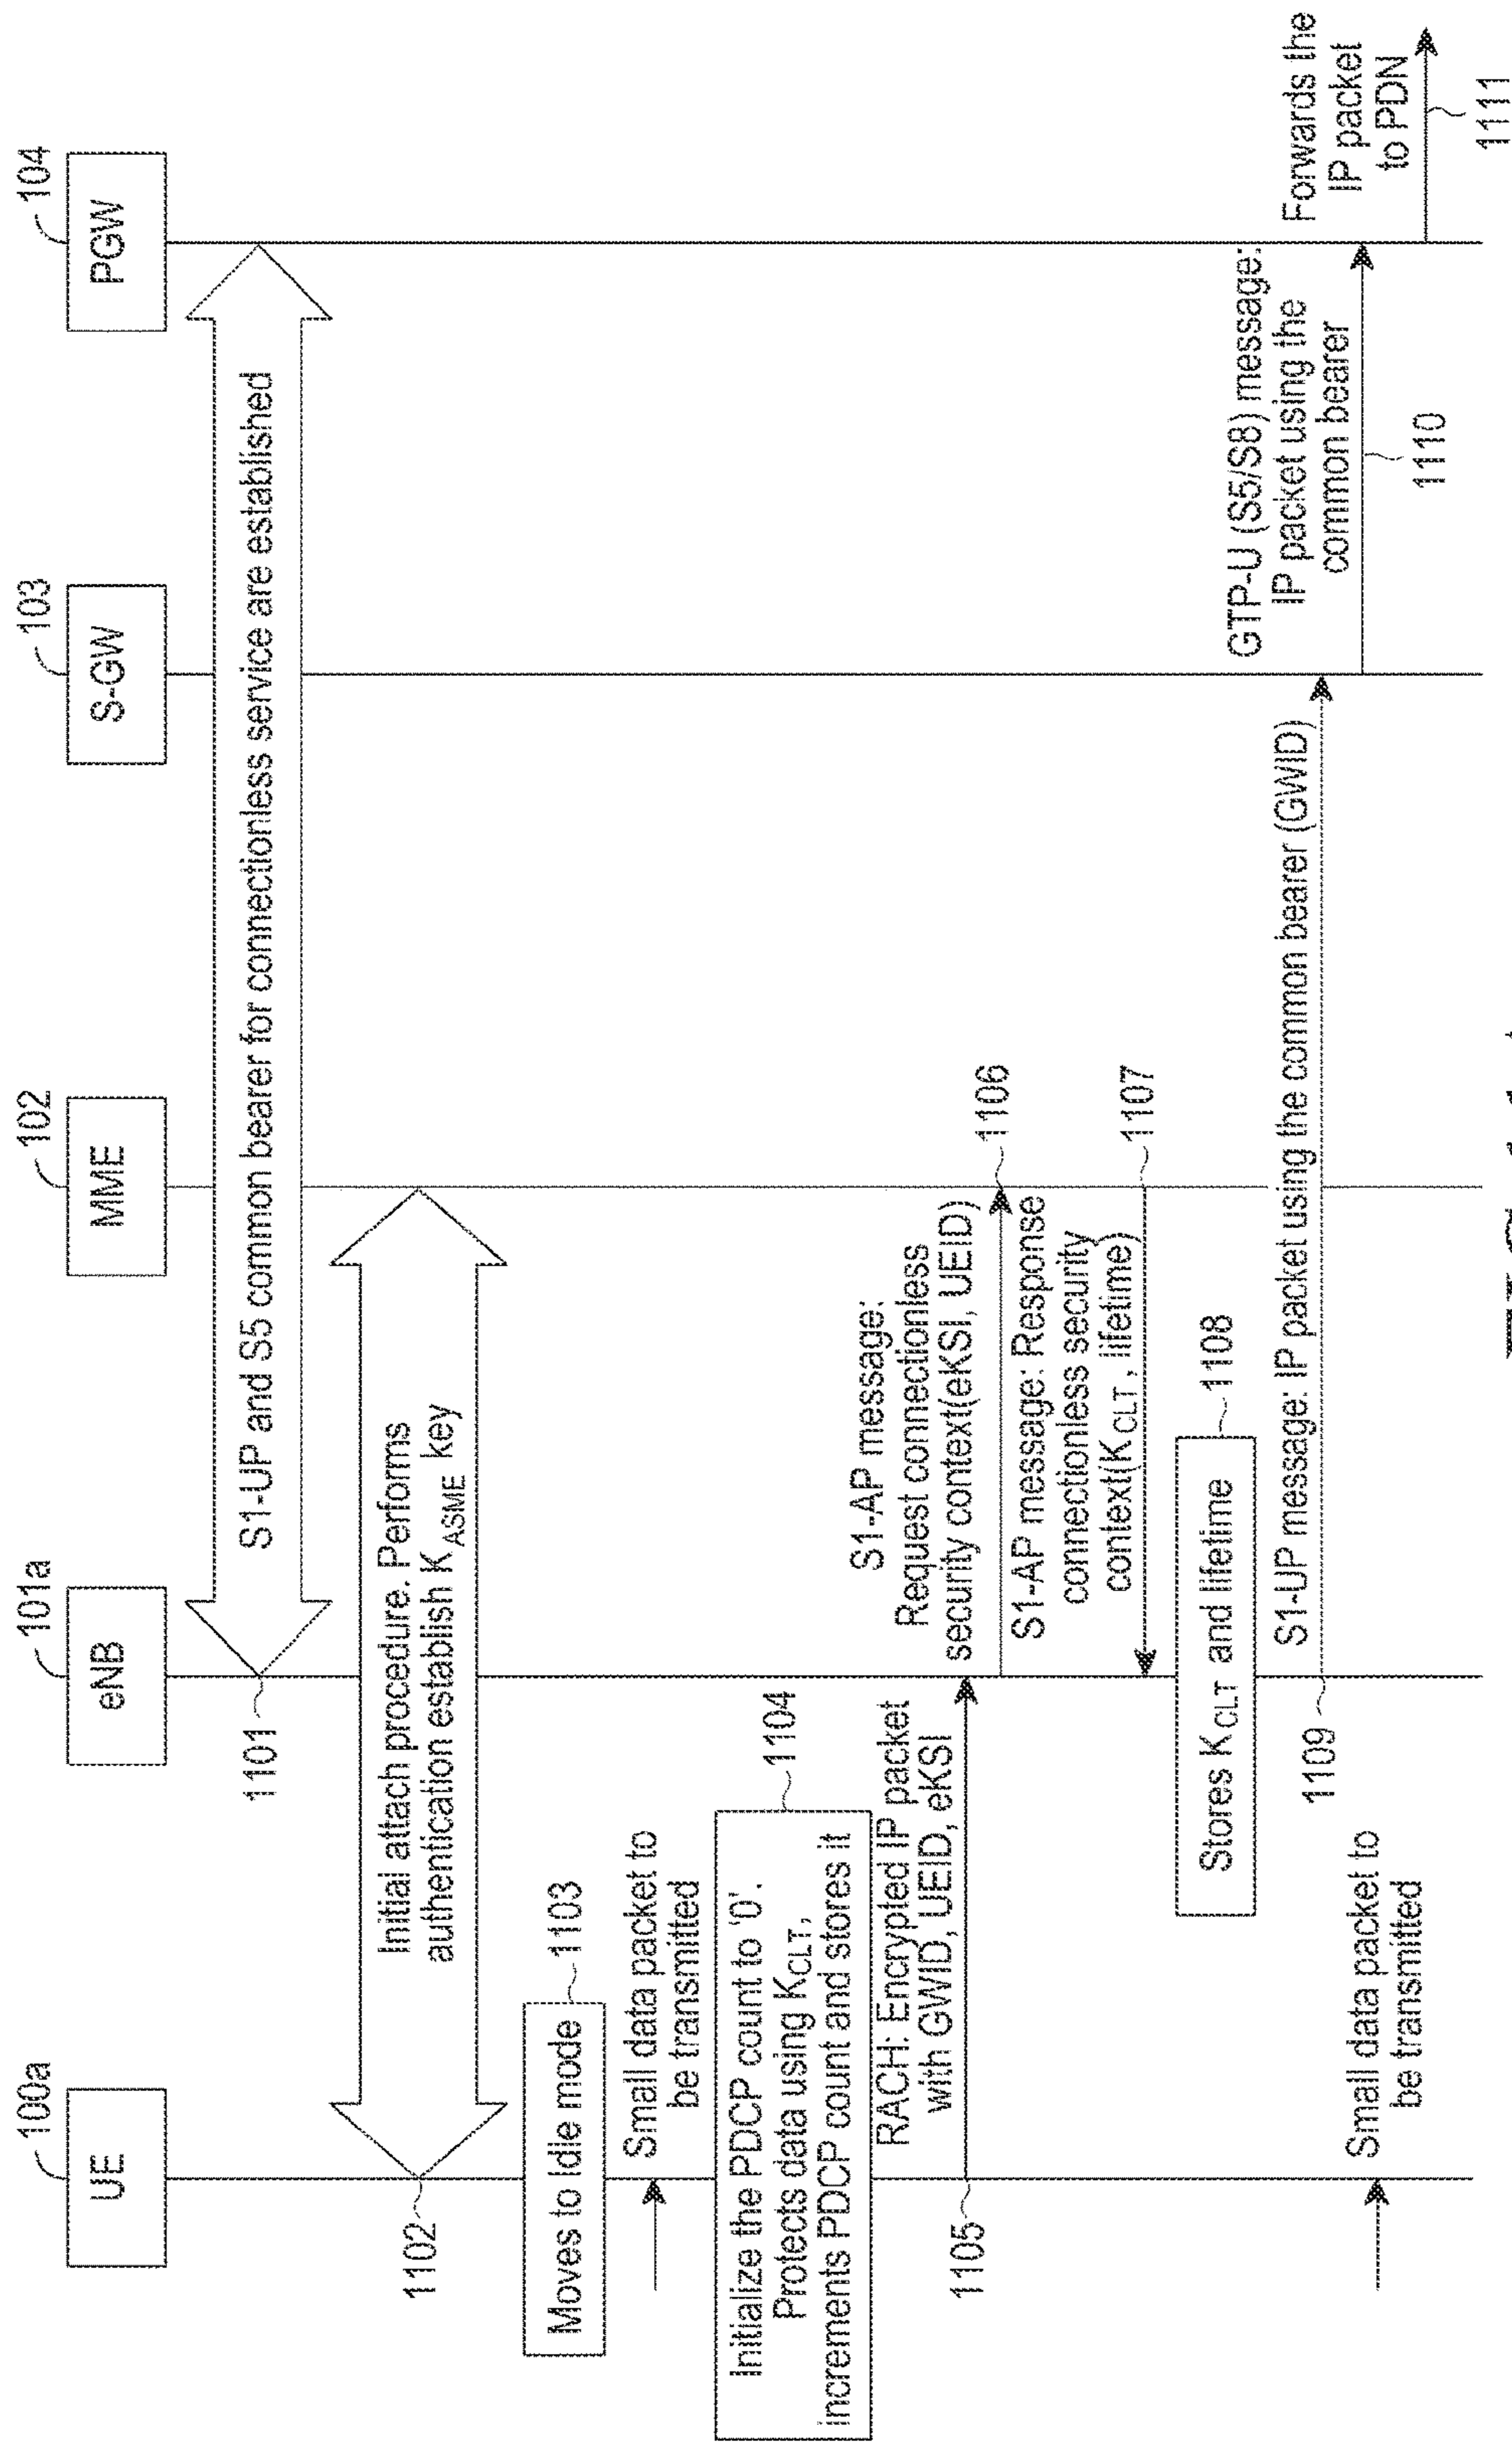 UE
100a
eNB
101a
MME
102
S-GW
103
PGW
104
1101
S1-UP and S5 common bearer for connectionless service are established
1102
Initial attach procedure. Performs
authentication establish K_ASME key
Moves to Idle mode
1103
Small data packet to
be transmitted
1104
Initialize the PDCP count to '0'.
Protects data using K_CLT,
increments PDCP count and stores it
RACH: Encrypted IP packet
with GWID, UEID, eKSI
1105
S1-AP message:
Request connectionless
security context(eKSI, UEID)
1106
S1-AP message: Response
connectionless security
context(K_CLT, lifetime)
1107
Stores K_CLT and lifetime
1108
S1-UP message: IP packet using the common bearer (GWID)
1109
GTP-U (S5/S8) message:
IP packet using the
common bearer
1110
Forwards the
IP packet
to PDN
1111
Small data packet to
be transmitted